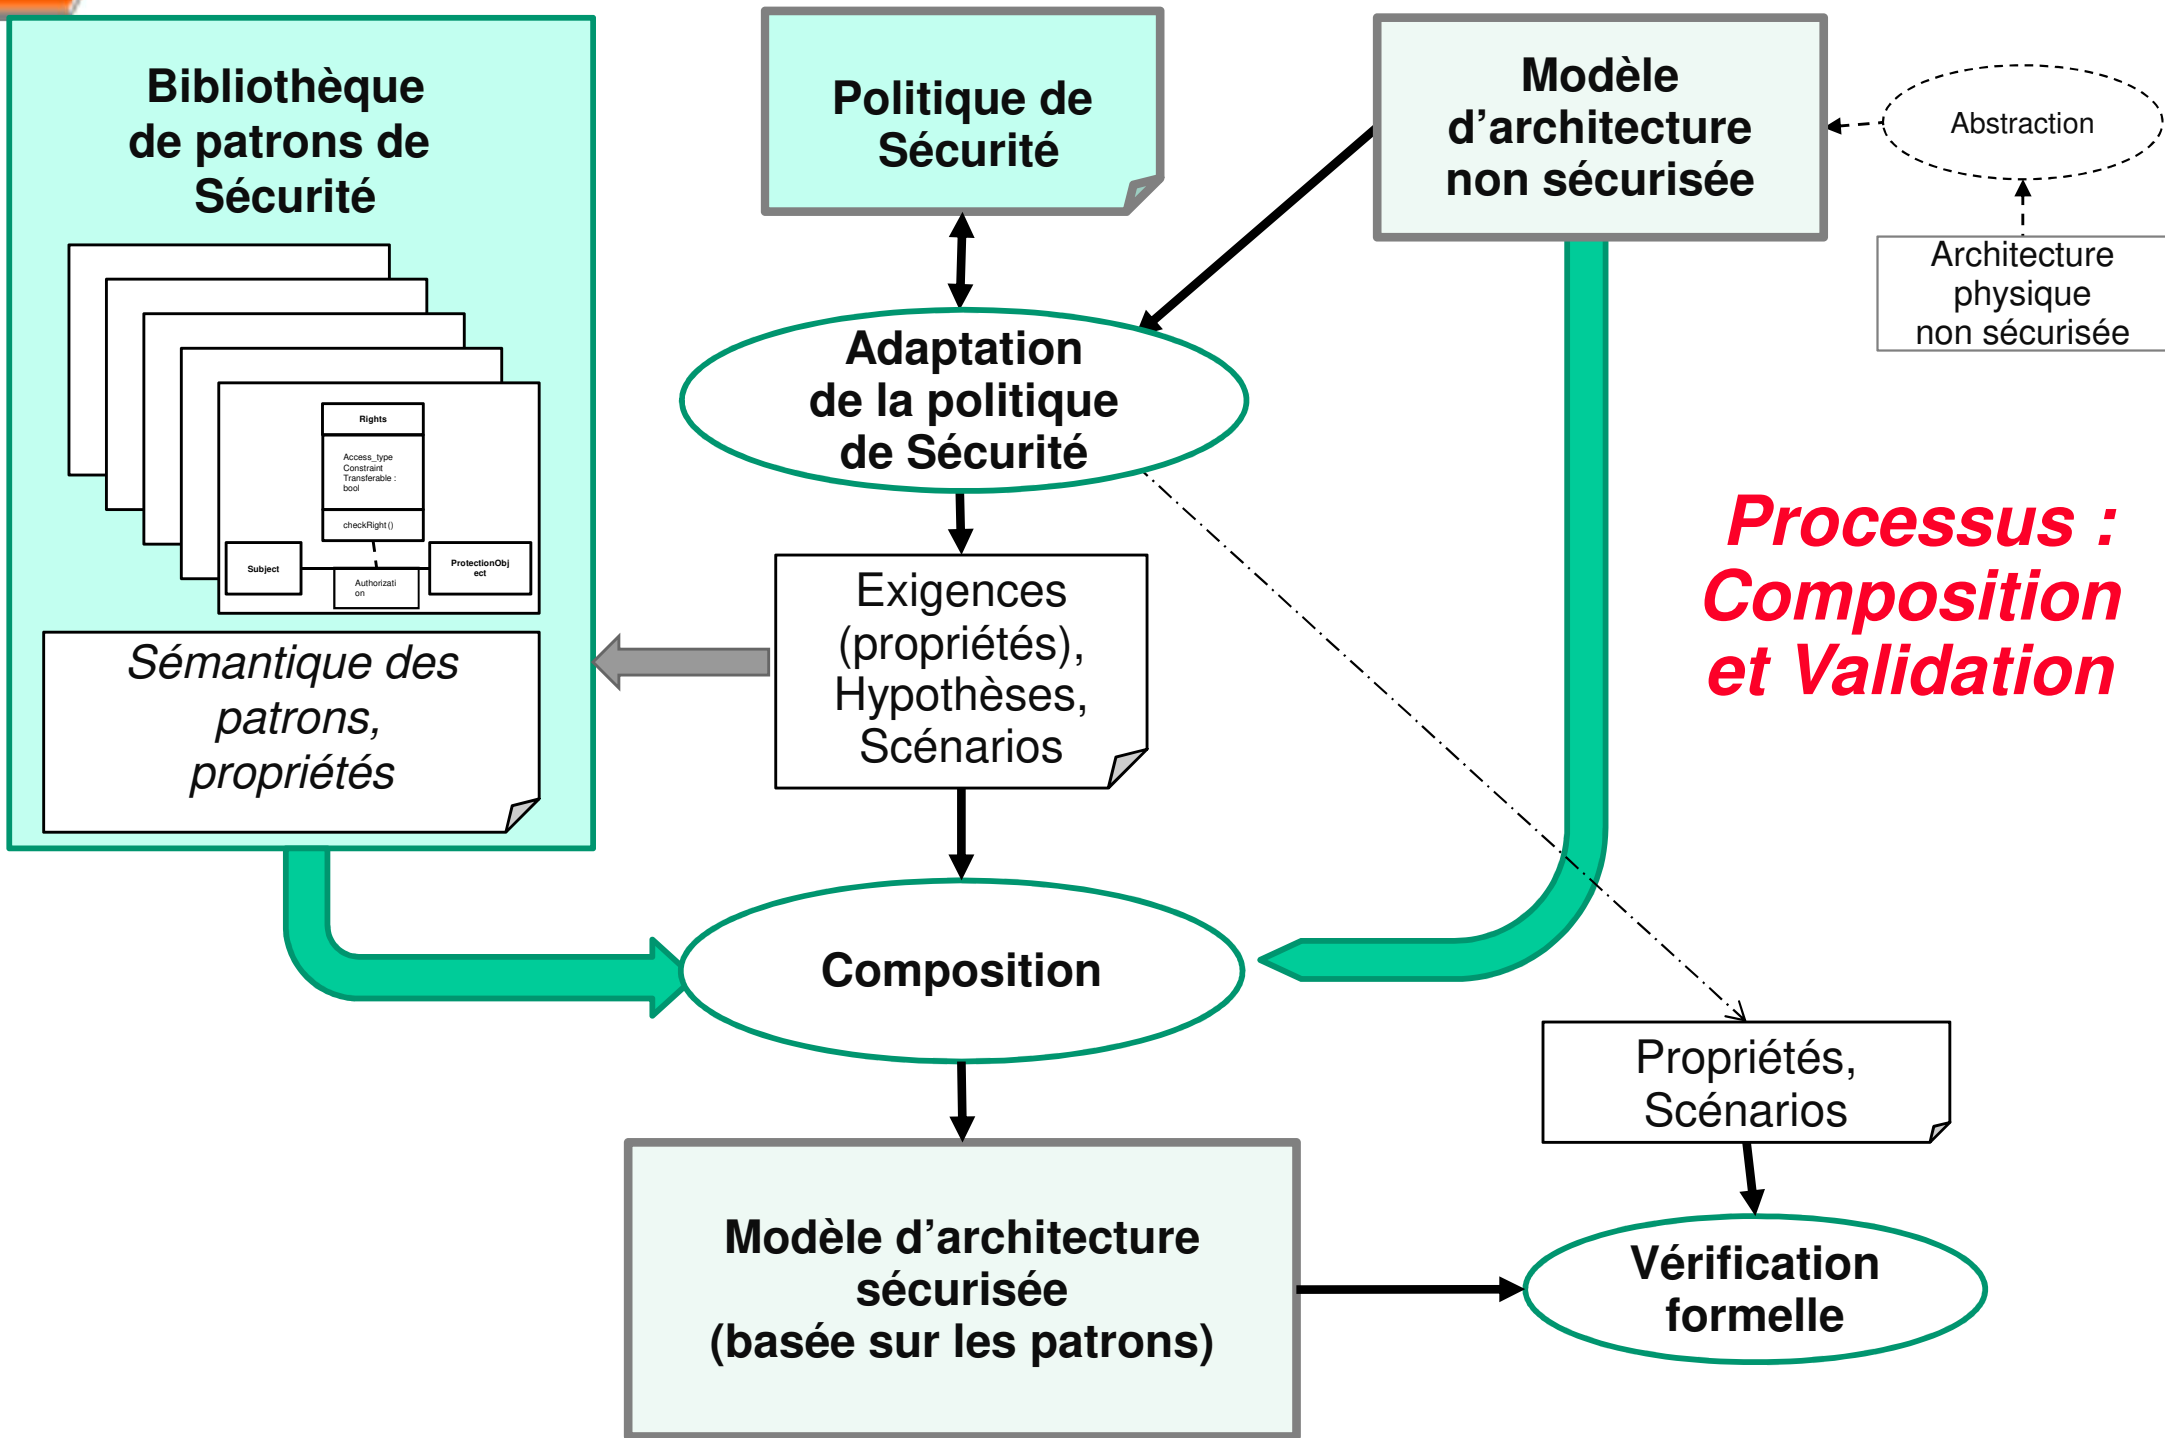 Bibliothèque
de patrons de
Sécurité
Rights
Access_type
Constraint
Transferable :
bool
checkRight()
Subject
Authorizati
on
ProtectionObj
ect
Sémantique des
patrons,
propriétés
Politique de
Sécurité
Modèle
d’architecture
non sécurisée
Abstraction
Architecture
physique
non sécurisée
Adaptation
de la politique
de Sécurité
Exigences
(propriétés),
Hypothèses,
Scénarios
Processus :
Composition
et Validation
Composition
Propriétés,
Scénarios
Modèle d’architecture
sécurisée
(basée sur les patrons)
Vérification
formelle